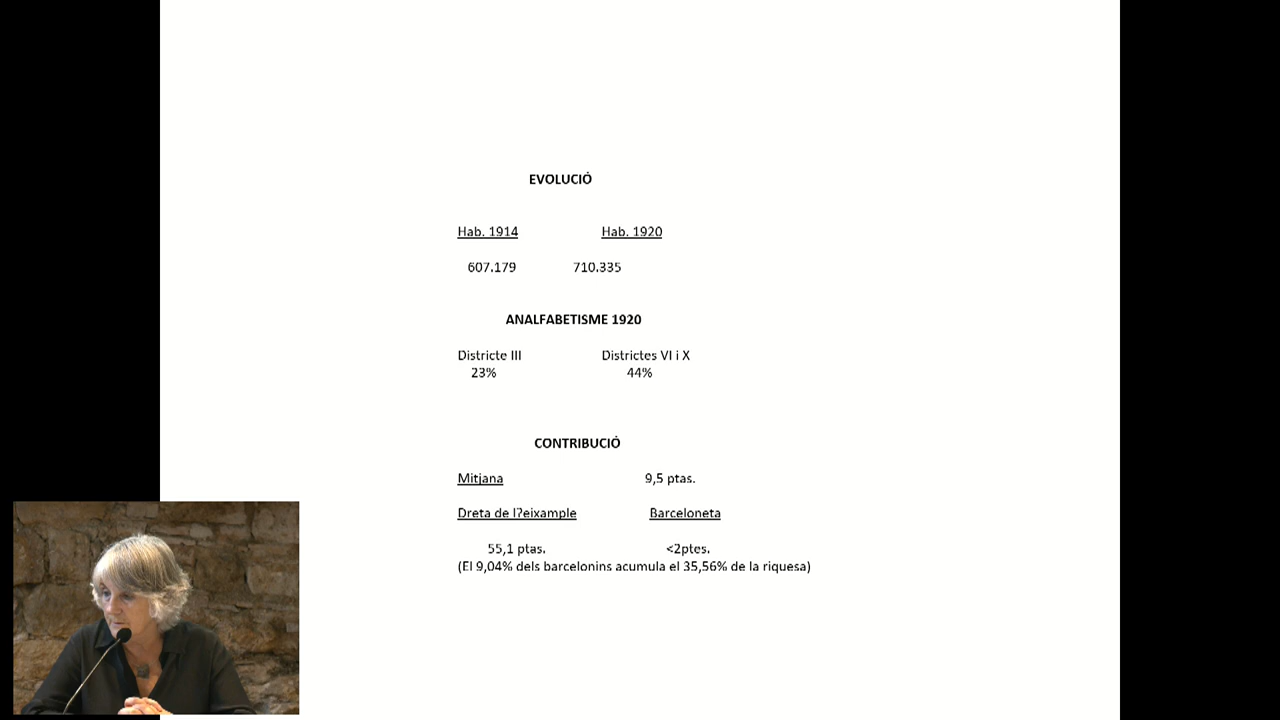 EVOLUCIÓ
Hab. 1914 Hab. 1920
607.179 710.335
ANALFABETISME 1920
Districte III Districtes VI i X
23% 44%
CONTRIBUCIÓ
Mitjana 9,5 ptas.
Dreta de l?eixample Barceloneta
55,1 ptas. <2ptes.
(El 9,04% dels barcelonins acumula el 35,56% de la riquesa)